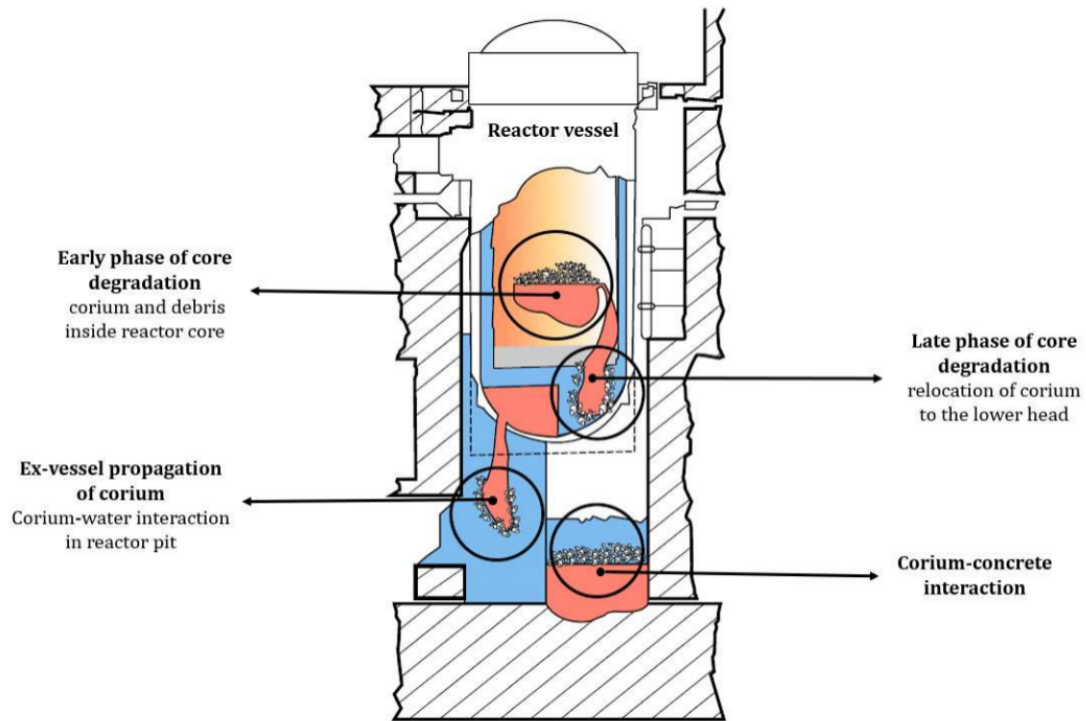 Reactor vessel
Early phase of core
degradation
corium and debris
inside reactor core
Late phase of core
degradation
relocation of corium
to the lower head
Ex-vessel propagation
of corium
Corium-water interaction
in reactor pit
Corium-concrete
interaction